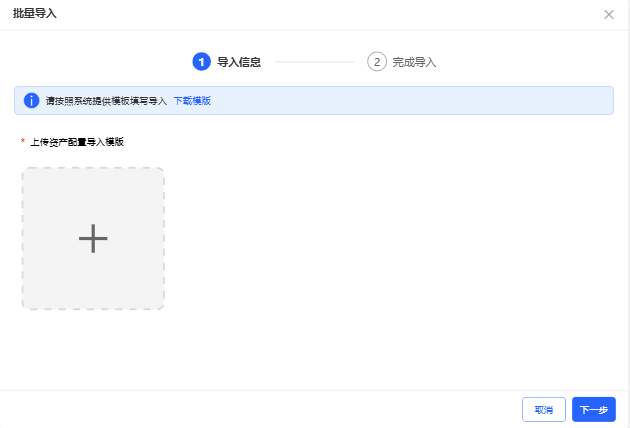 批量导入
1 导入信息 2 完成导入
请按照系统提供模板填写导入 下载模版
* 上传资产配置导入模版
取消 下一步